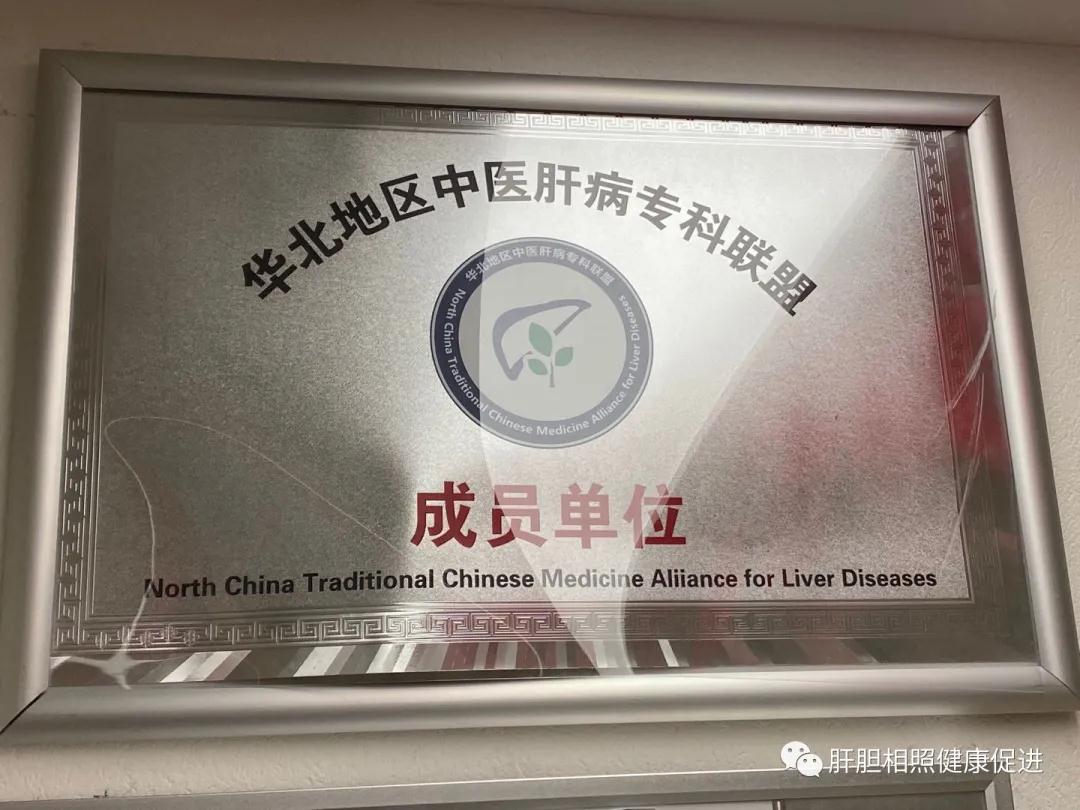 华北地区中医肝病专科联盟
华北地区中医肝病专科联盟
North China Traditional Chinese Medicine Alliance for Liver Diseases
成员单位
North China Traditional Chinese Medicine Aliiance for Liver Diseases
肝胆相照健康促进